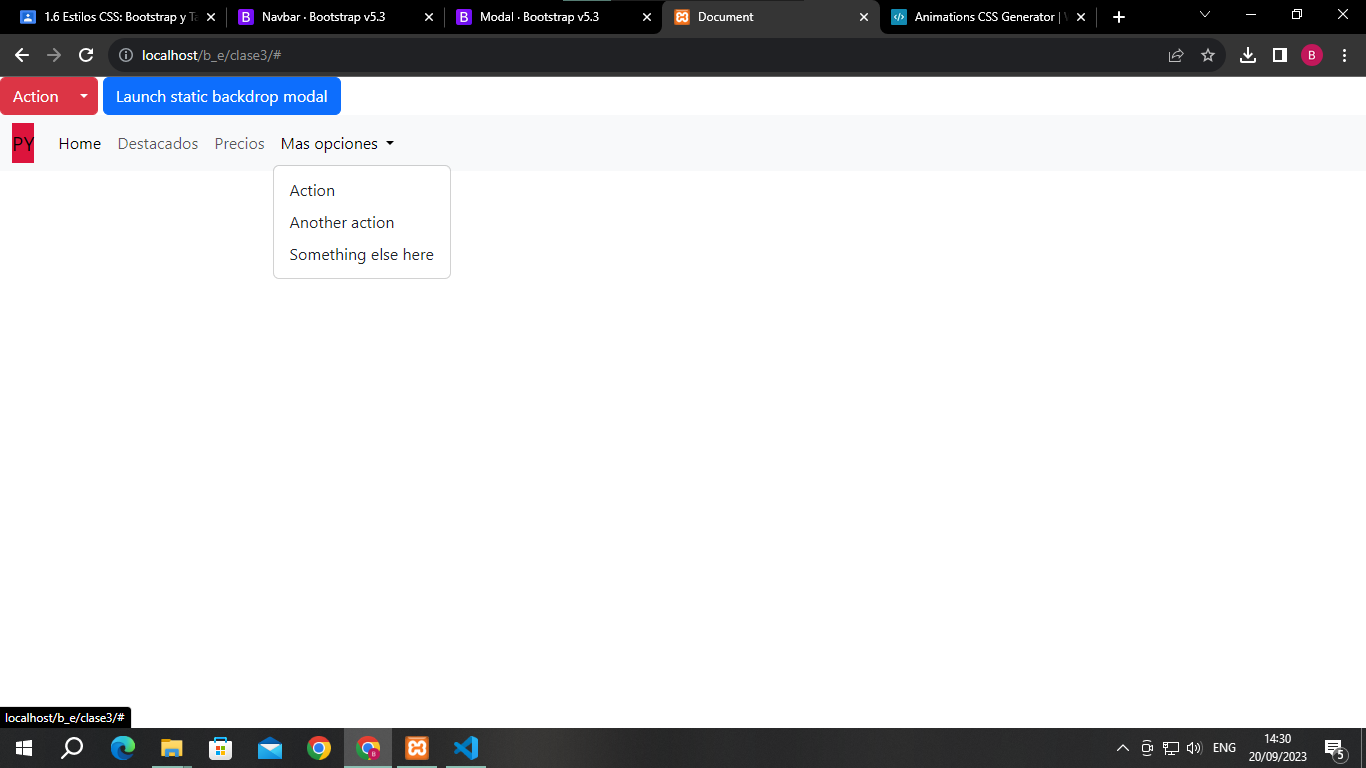 1.6 Estilos CSS: Bootstrap y Ta
Navbar · Bootstrap v5.3
Modal · Bootstrap v5.3
Document
Animations CSS Generator |
localhost/b_e/clase3/#
B
Action
Launch static backdrop modal
PY
Home
Destacados
Precios
Mas opciones
Action
Another action
Something else here
localhost/b_e/clase3/#
ENG
14:30
20/09/2023
5